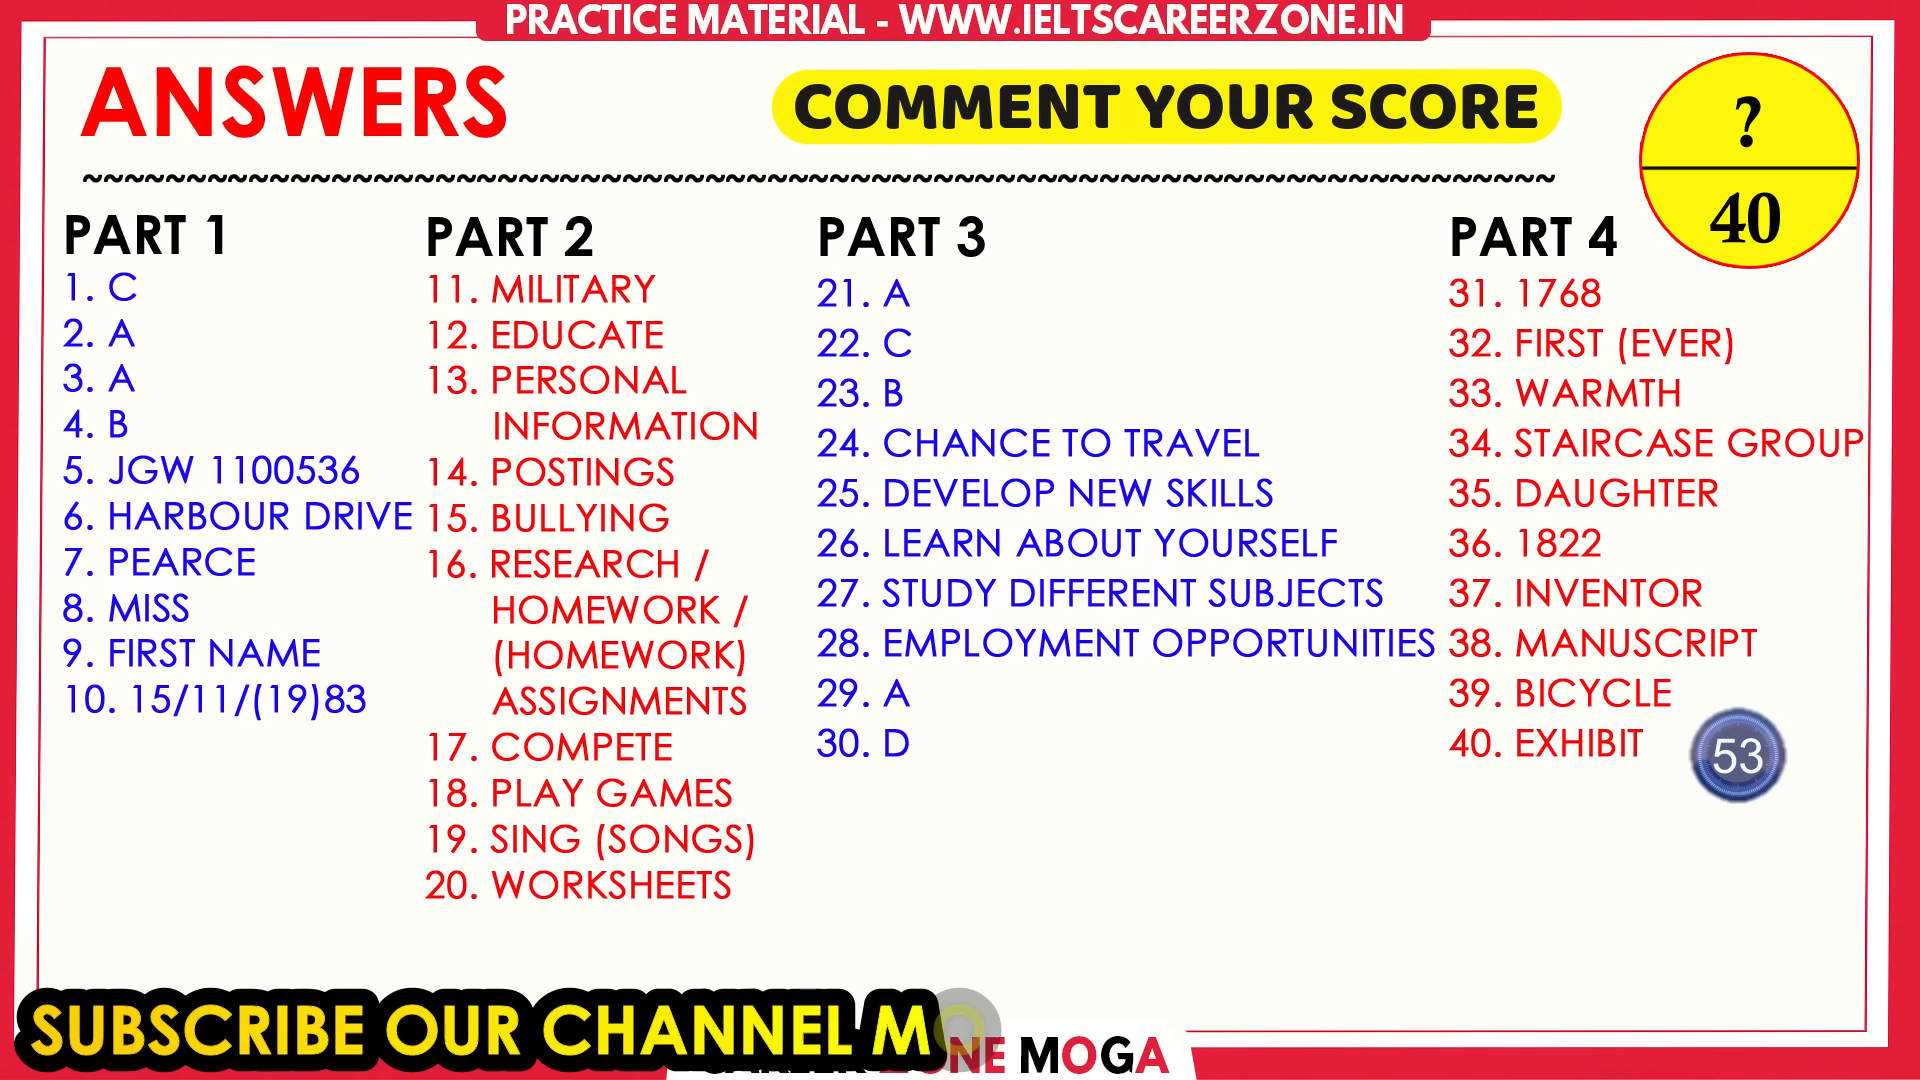 PRACTICE MATERIAL - WWW.IELTSCAREERZONE.IN
ANSWERS
COMMENT YOUR SCORE
?
40
~~~~~~~~~~~~~~~~~~~~~~~~~~~~~~~~~~~~~~~~~~~~~~~~~~~~~~~~~~~~~~~~~~~~~~~
PART 1
1. C
2. A
3. A
4. B
5. JGW 1100536
6. HARBOUR DRIVE
7. PEARCE
8. MISS
9. FIRST NAME
10. 15/11/(19)83
PART 2
11. MILITARY
12. EDUCATE
13. PERSONAL
INFORMATION
14. POSTINGS
15. BULLYING
16. RESEARCH /
HOMEWORK /
(HOMEWORK)
ASSIGNMENTS
17. COMPETE
18. PLAY GAMES
19. SING (SONGS)
20. WORKSHEETS
PART 3
21. A
22. C
23. B
24. CHANCE TO TRAVEL
25. DEVELOP NEW SKILLS
26. LEARN ABOUT YOURSELF
27. STUDY DIFFERENT SUBJECTS
28. EMPLOYMENT OPPORTUNITIES
29. A
30. D
PART 4
31. 1768
32. FIRST (EVER)
33. WARMTH
34. STAIRCASE GROUP
35. DAUGHTER
36. 1822
37. INVENTOR
38. MANUSCRIPT
39. BICYCLE
40. EXHIBIT
53
SUBSCRIBE OUR CHANNEL MO
MOGA